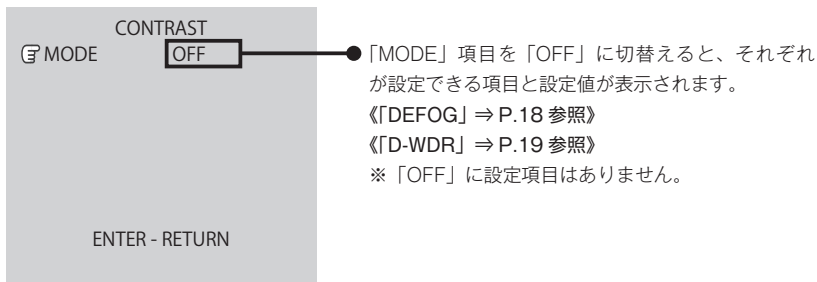 CONTRAST
☞ MODE OFF
ENTER - RETURN
「MODE」項目を「OFF」に切替えると、それぞれ
が設定できる項目と設定値が表示されます。
《「DEFOG」⇒ P.18 参照》
《「D-WDR」⇒ P.19 参照》
※「OFF」に設定項目はありません。